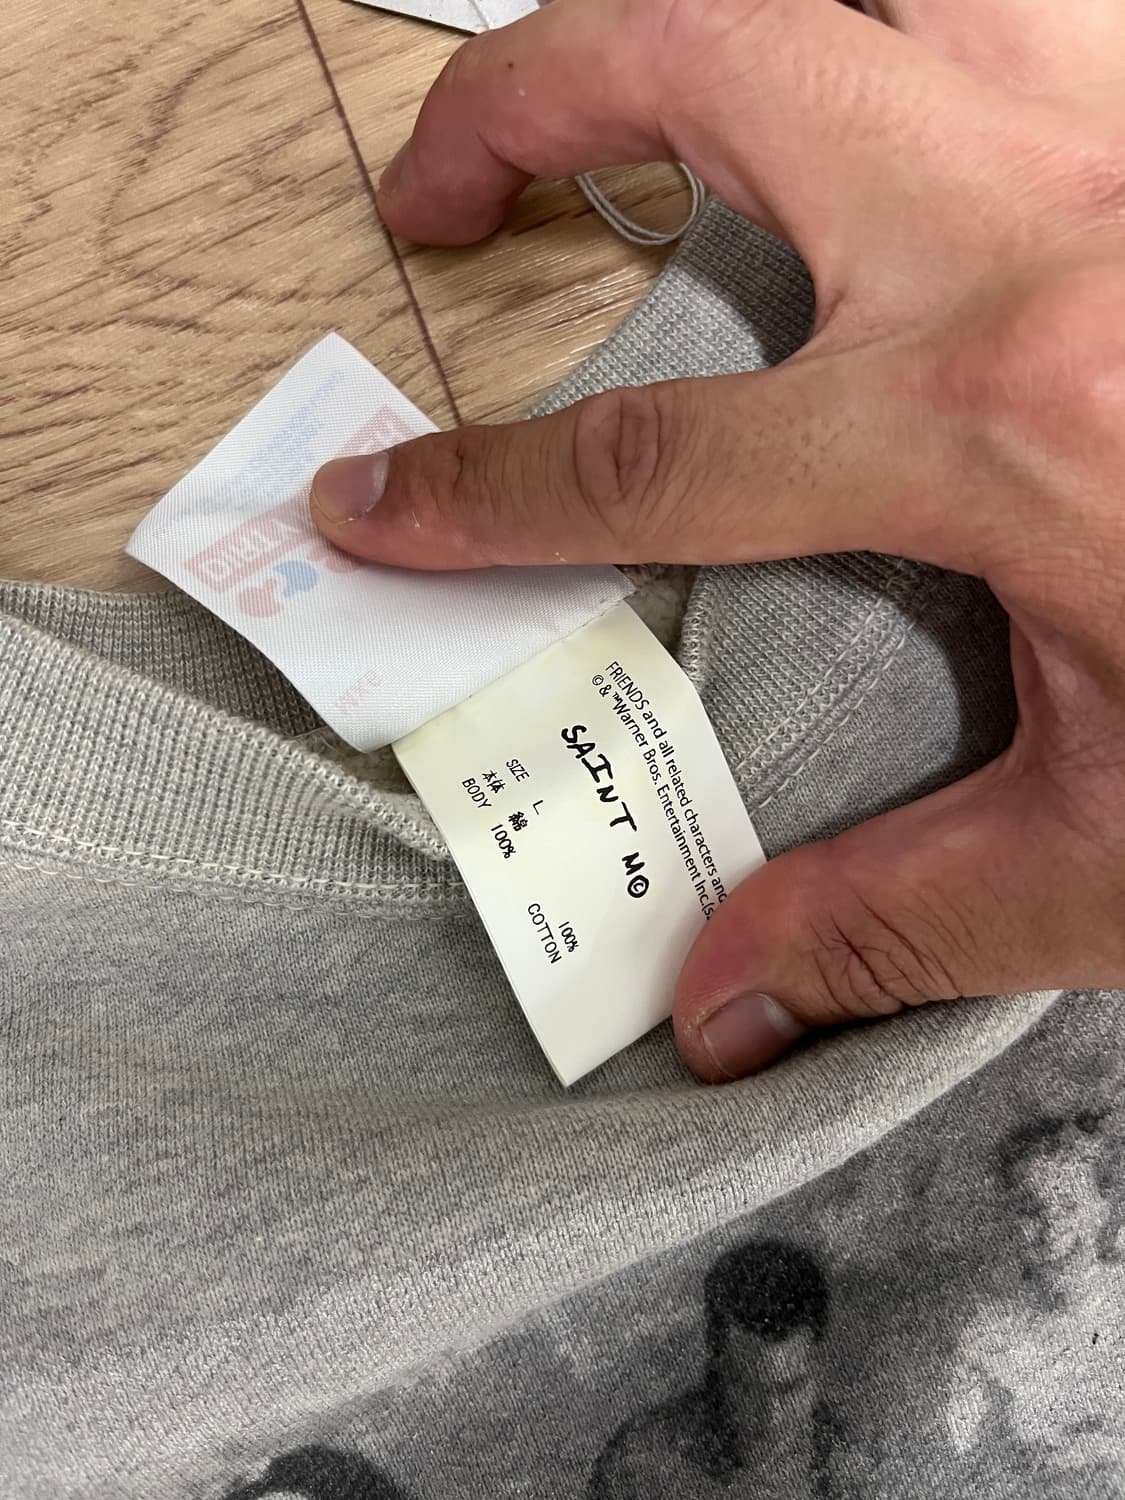 FRIENDS and all related characters and
© & ™Warner Bros. Entertainment Inc.(s
SAINT M©
SIZE L
本体 綿 100%
BODY 100% COTTON